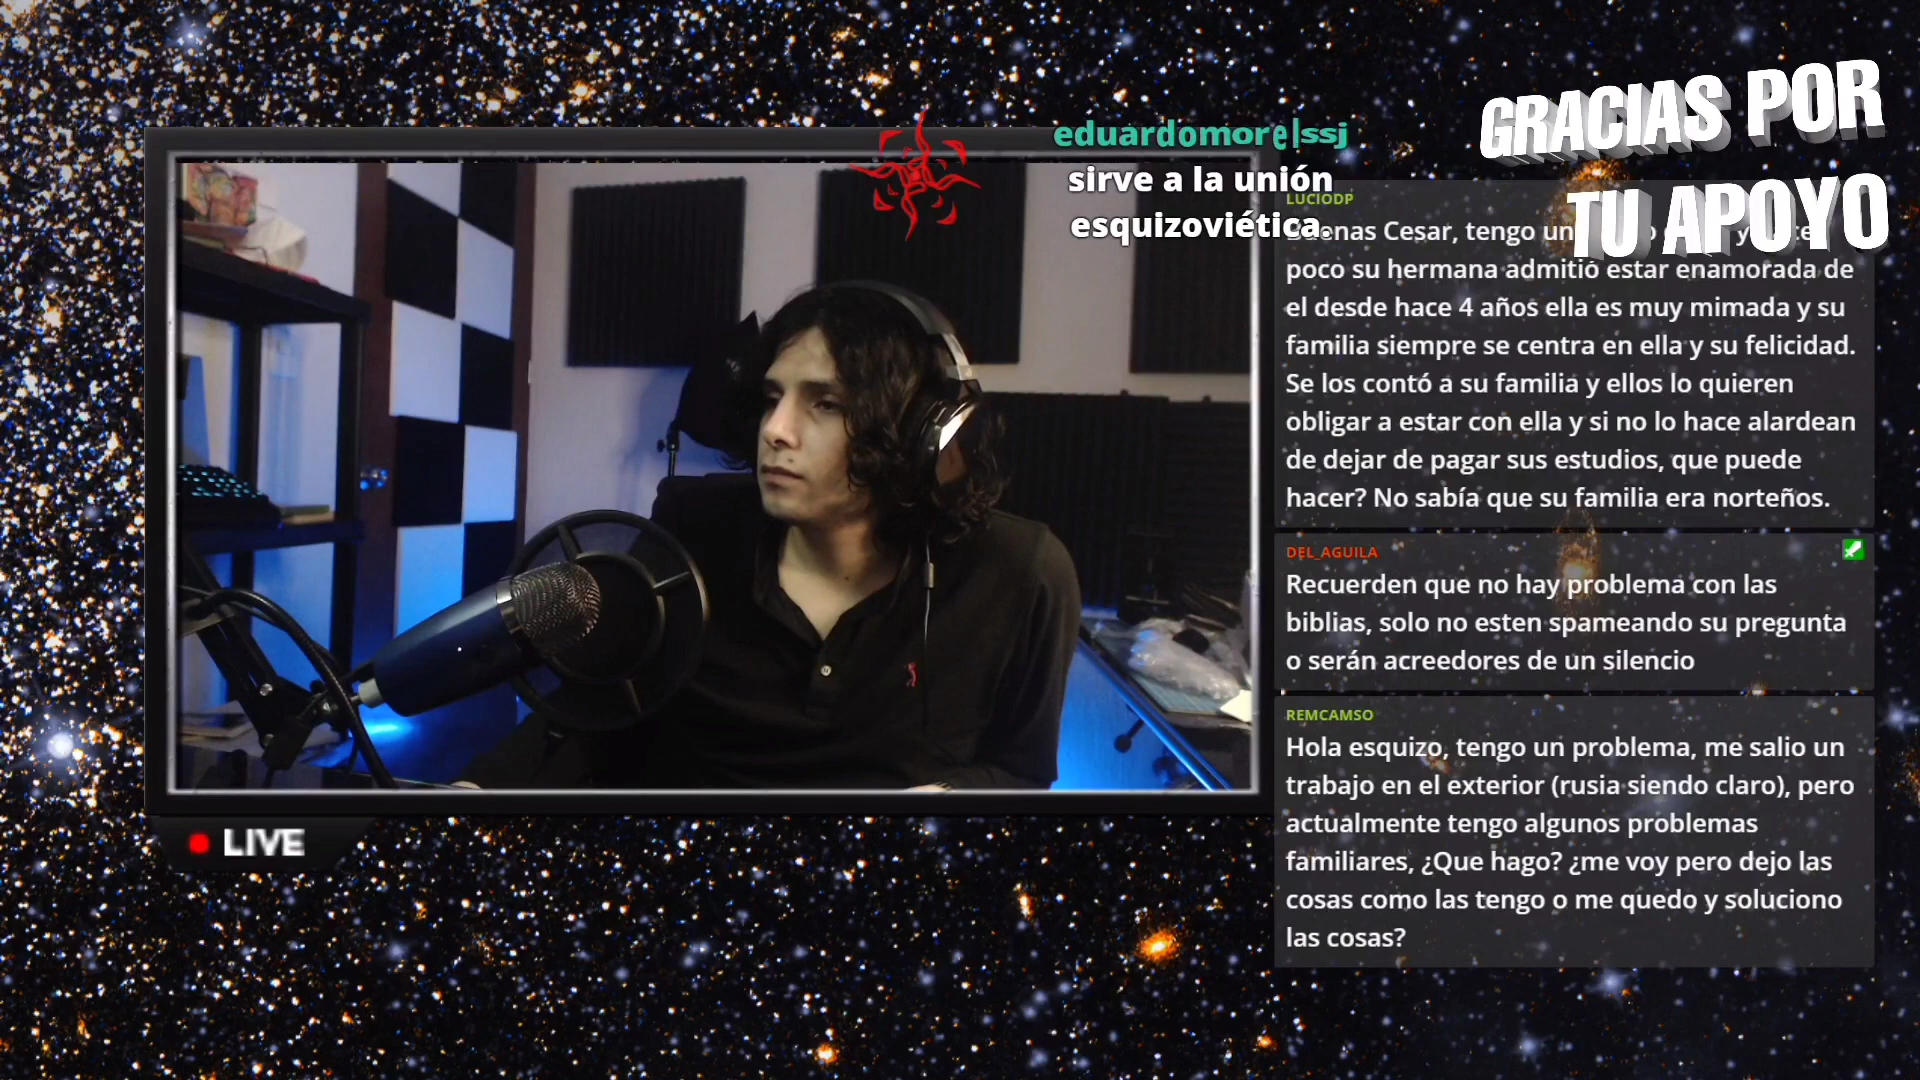 GRACIAS POR
TU APOYO
eduardomorelssj
sirve a la unión
esquizoviética.
LUCIODP
Buenas Cesar, tengo un
poco su hermana admitió estar enamorada de
el desde hace 4 años ella es muy mimada y su
familia siempre se centra en ella y su felicidad.
Se los contó a su familia y ellos lo quieren
obligar a estar con ella y si no lo hace alardean
de dejar de pagar sus estudios, que puede
hacer? No sabía que su familia era norteños.
DEL_AGUILA
Recuerden que no hay problema con las
biblias, solo no esten spameando su pregunta
o serán acreedores de un silencio
REMCAMSO
Hola esquizo, tengo un problema, me salio un
trabajo en el exterior (rusia siendo claro), pero
actualmente tengo algunos problemas
familiares, ¿Que hago? ¿me voy pero dejo las
cosas como las tengo o me quedo y soluciono
las cosas?
LIVE